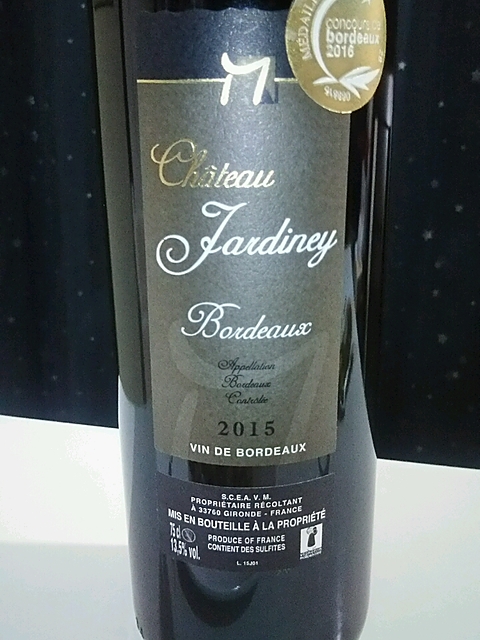 MÉDAILLE
concours de
bordeaux
2016
M
Château
Jardiney
Bordeaux
Appellation
Bordeaux
Contrôlée
2015
VIN DE BORDEAUX
S.C.E.A. V. M.
PROPRIÉTAIRE RÉCOLTANT
À 33760 GIRONDE - FRANCE
MIS EN BOUTEILLE À LA PROPRIÉTÉ
75 cl
13,5% vol.
PRODUCE OF FRANCE
CONTIENT DES SULFITES
L. 15J01